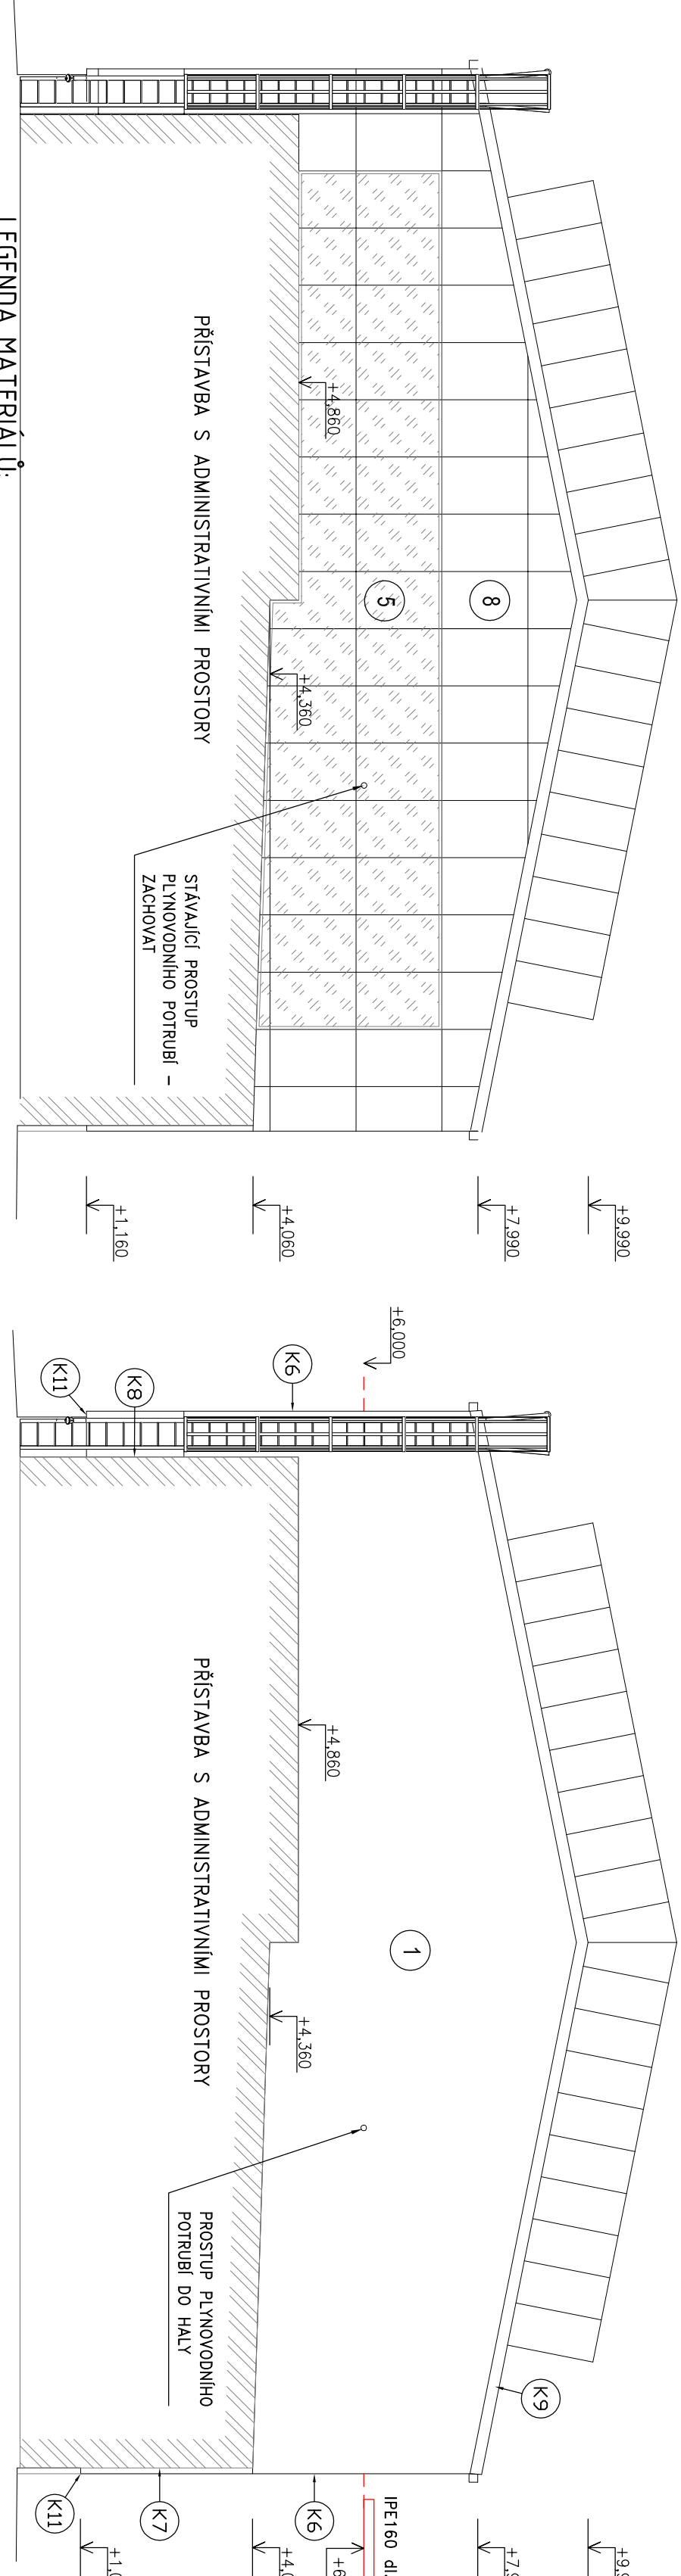 8
5
+4,860
+4,360
PŘÍSTAVBA S ADMINISTRATIVNÍMI PROSTORY
STÁVAJÍCÍ PROSTUP
PLYNOVODNÍHO POTRUBÍ –
ZACHOVAT
LEGENDA MATERIÁLŮ:
+9,990
+7,990
+4,060
+1,160
+6,000
K6
K8
K11
+4,860
1
+4,360
PŘÍSTAVBA S ADMINISTRATIVNÍMI PROSTORY
PROSTUP PLYNOVODNÍHO
POTRUBÍ DO HALY
K9
K6
K7
K11
IPE160